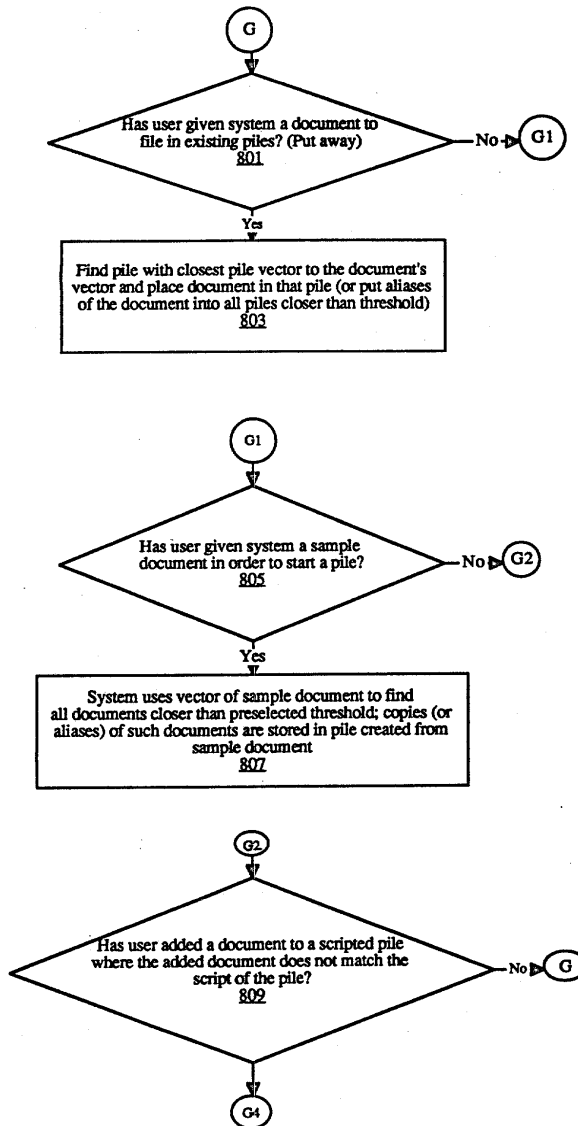 G
Has user given system a document to
file in existing piles? (Put away)
801
No
G1
Yes
Find pile with closest pile vector to the document's
vector and place document in that pile (or put aliases
of the document into all piles closer than threshold)
803
G1
Has user given system a sample
document in order to start a pile?
805
No
G2
Yes
System uses vector of sample document to find
all documents closer than preselected threshold; copies (or
aliases) of such documents are stored in pile created from
sample document
807
G2
Has user added a document to a scripted pile
where the added document does not match the
script of the pile?
809
No
G
G4